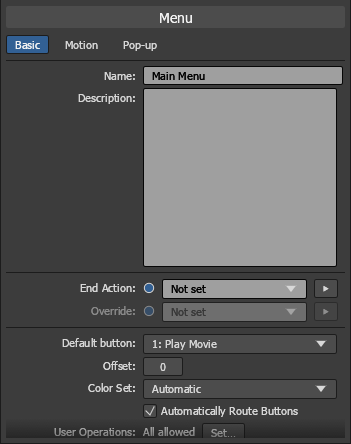 Menu
Basic Motion Pop-up
Name: Main Menu
Description:
End Action: Not set
Override: Not set
Default button: 1: Play Movie
Offset: 0
Color Set: Automatic
Automatically Route Buttons
User Operations: All allowed Set...